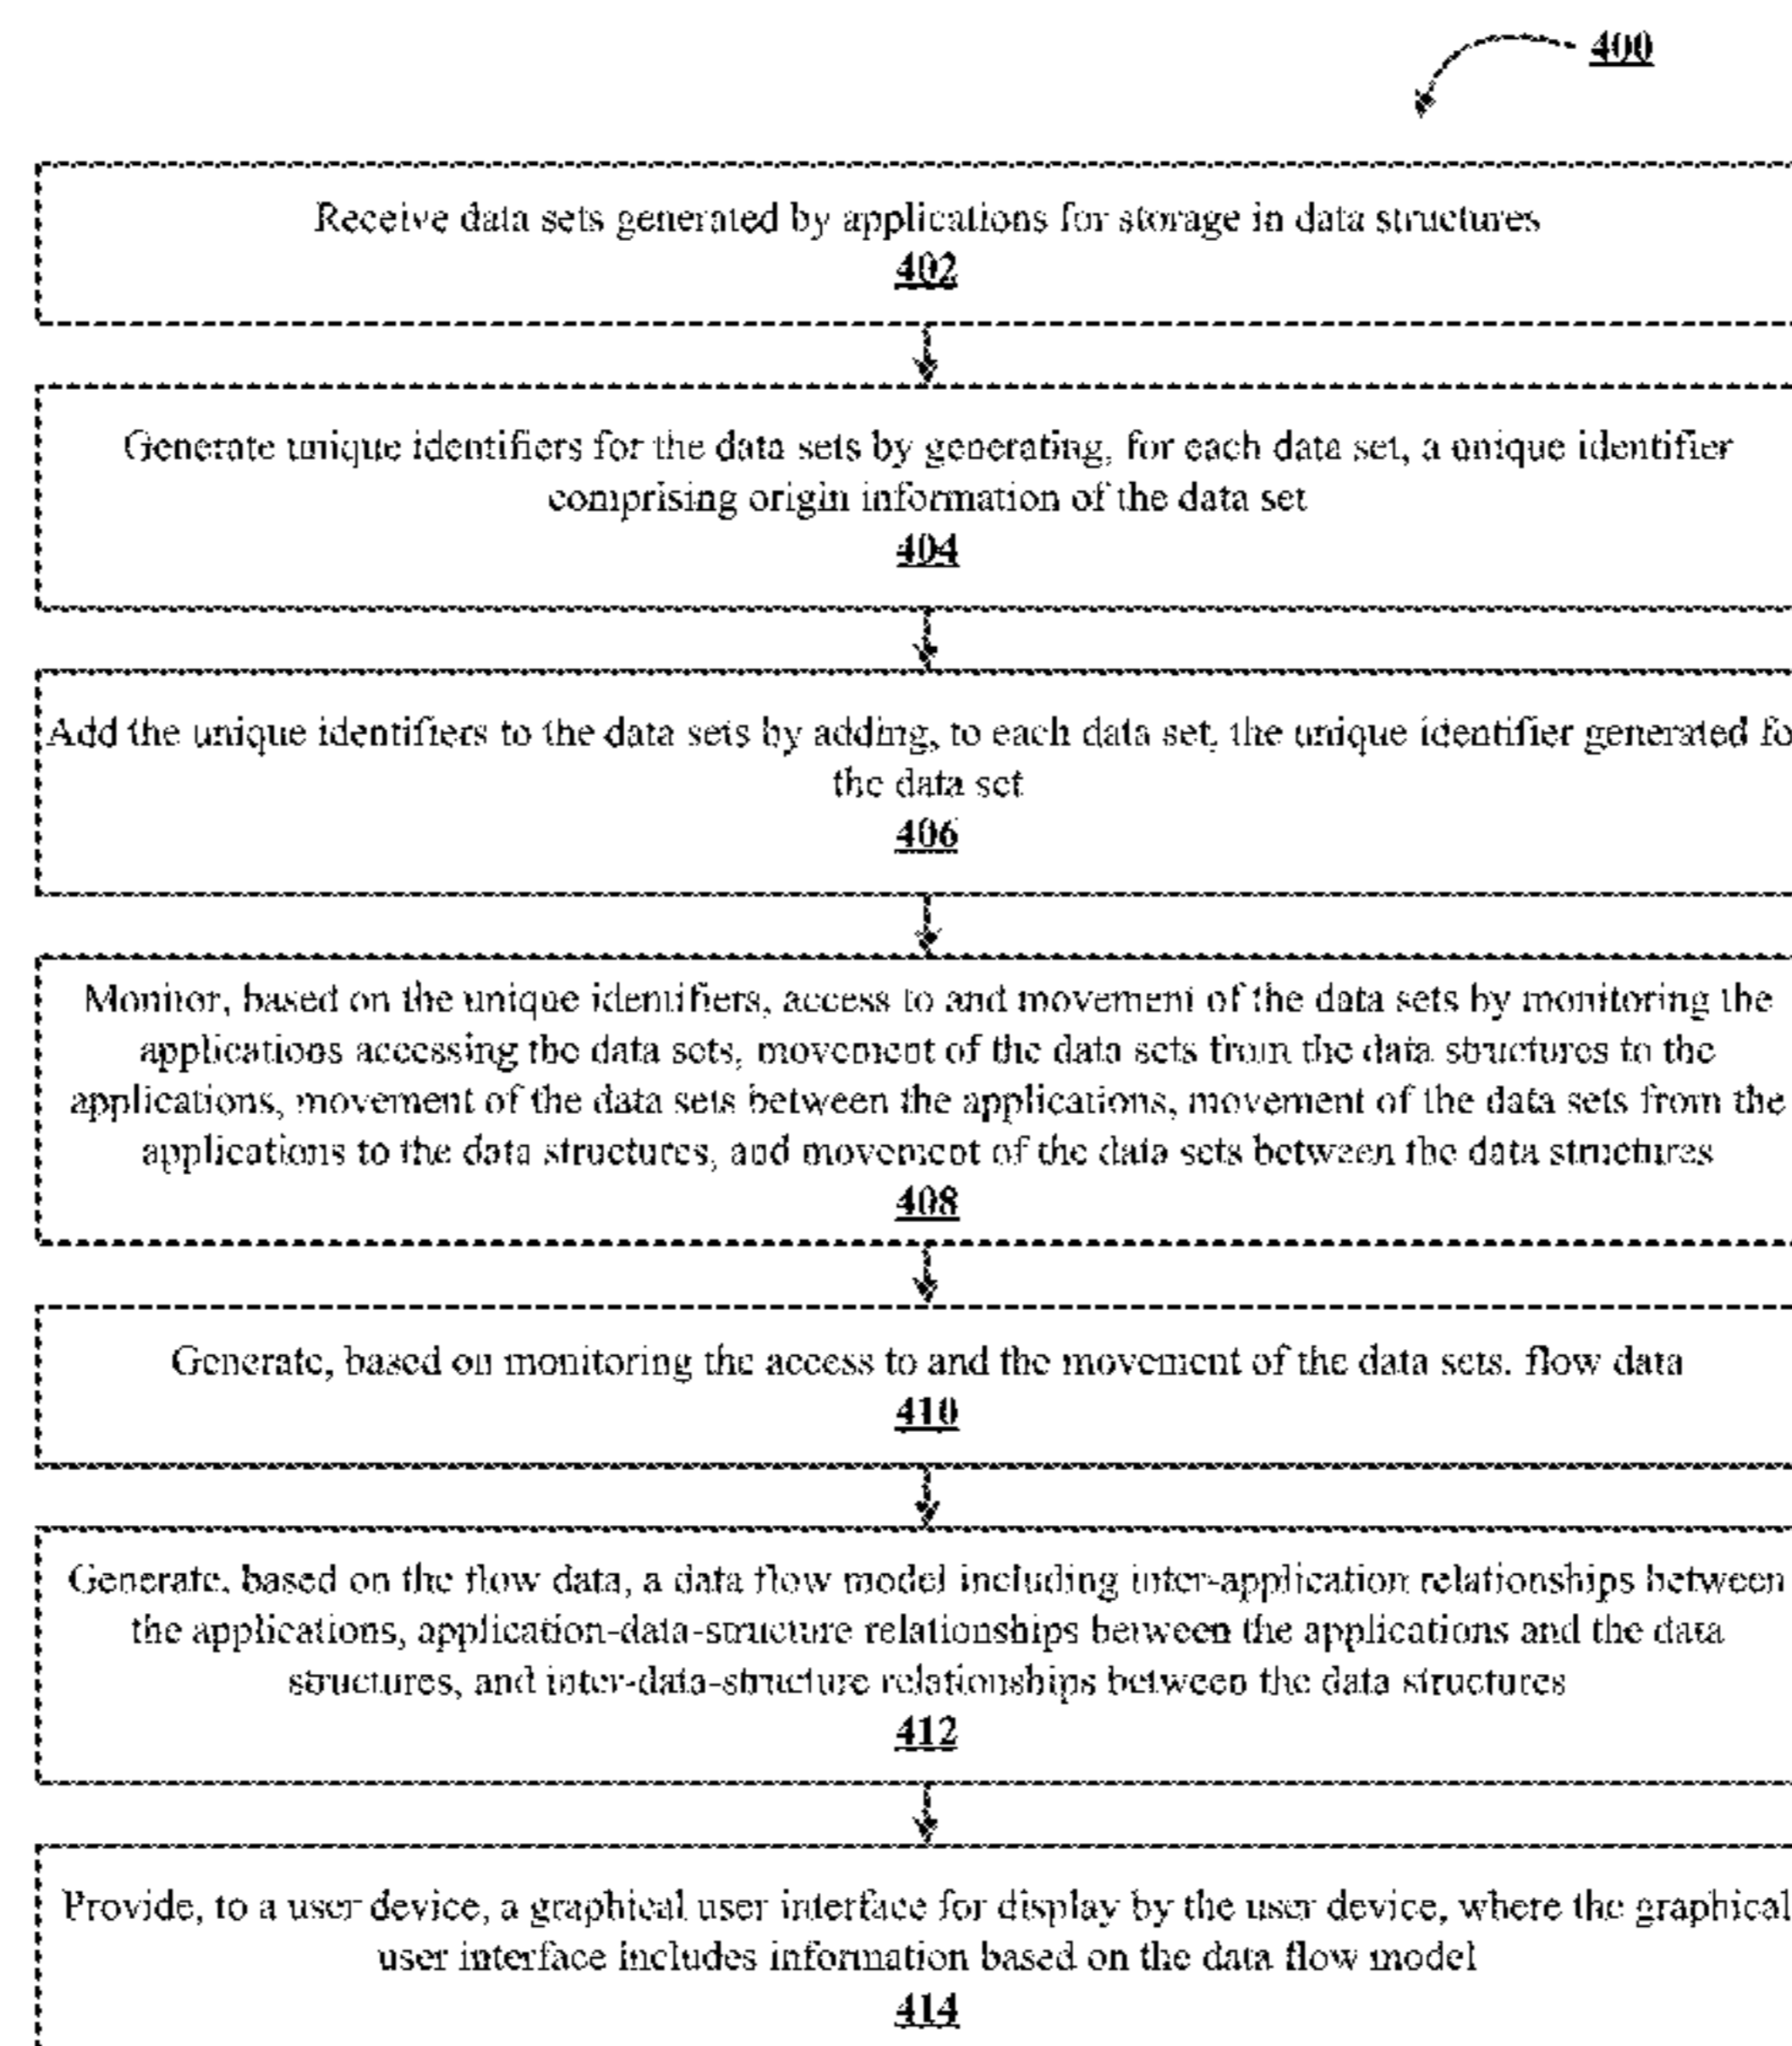 400
Receive data sets generated by applications for storage in data structures
402
Generate unique identifiers for the data sets by generating, for each data set, a unique identifier
comprising origin information of the data set
404
Add the unique identifiers to the data sets by adding, to each data set, the unique identifier generated fo
the data set
406
Monitor, based on the unique identifiers, access to and movement of the data sets by monitoring the
applications accessing the data sets, movement of the data sets from the data structures to the
applications, movement of the data sets between the applications, movement of the data sets from the
applications to the data structures, and movement of the data sets between the data structures
408
Generate, based on monitoring the access to and the movement of the data sets, flow data
410
Generate, based on the flow data, a data flow model including inter-application relationships between
the applications, application-data-structure relationships between the applications and the data
structures, and inter-data-structure relationships between the data structures
412
Provide, to a user device, a graphical user interface for display by the user device, where the graphical
user interface includes information based on the data flow model
414